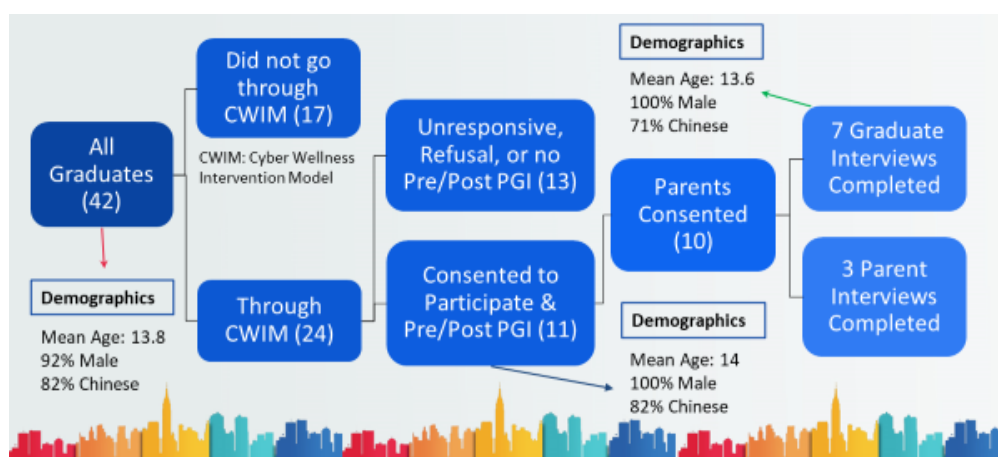 All
Graduates
(42)
Demographics
Mean Age: 13.8
92% Male
82% Chinese
Did not go
through
CWIM (17)
CWIM: Cyber Wellness
Intervention Model
Through
CWIM (24)
Unresponsive,
Refusal, or no
Pre/Post PGI (13)
Consented to
Participate &
Pre/Post PGI (11)
Demographics
Mean Age: 14
100% Male
82% Chinese
Parents
Consented
(10)
Demographics
Mean Age: 13.6
100% Male
71% Chinese
7 Graduate
Interviews
Completed
3 Parent
Interviews
Completed